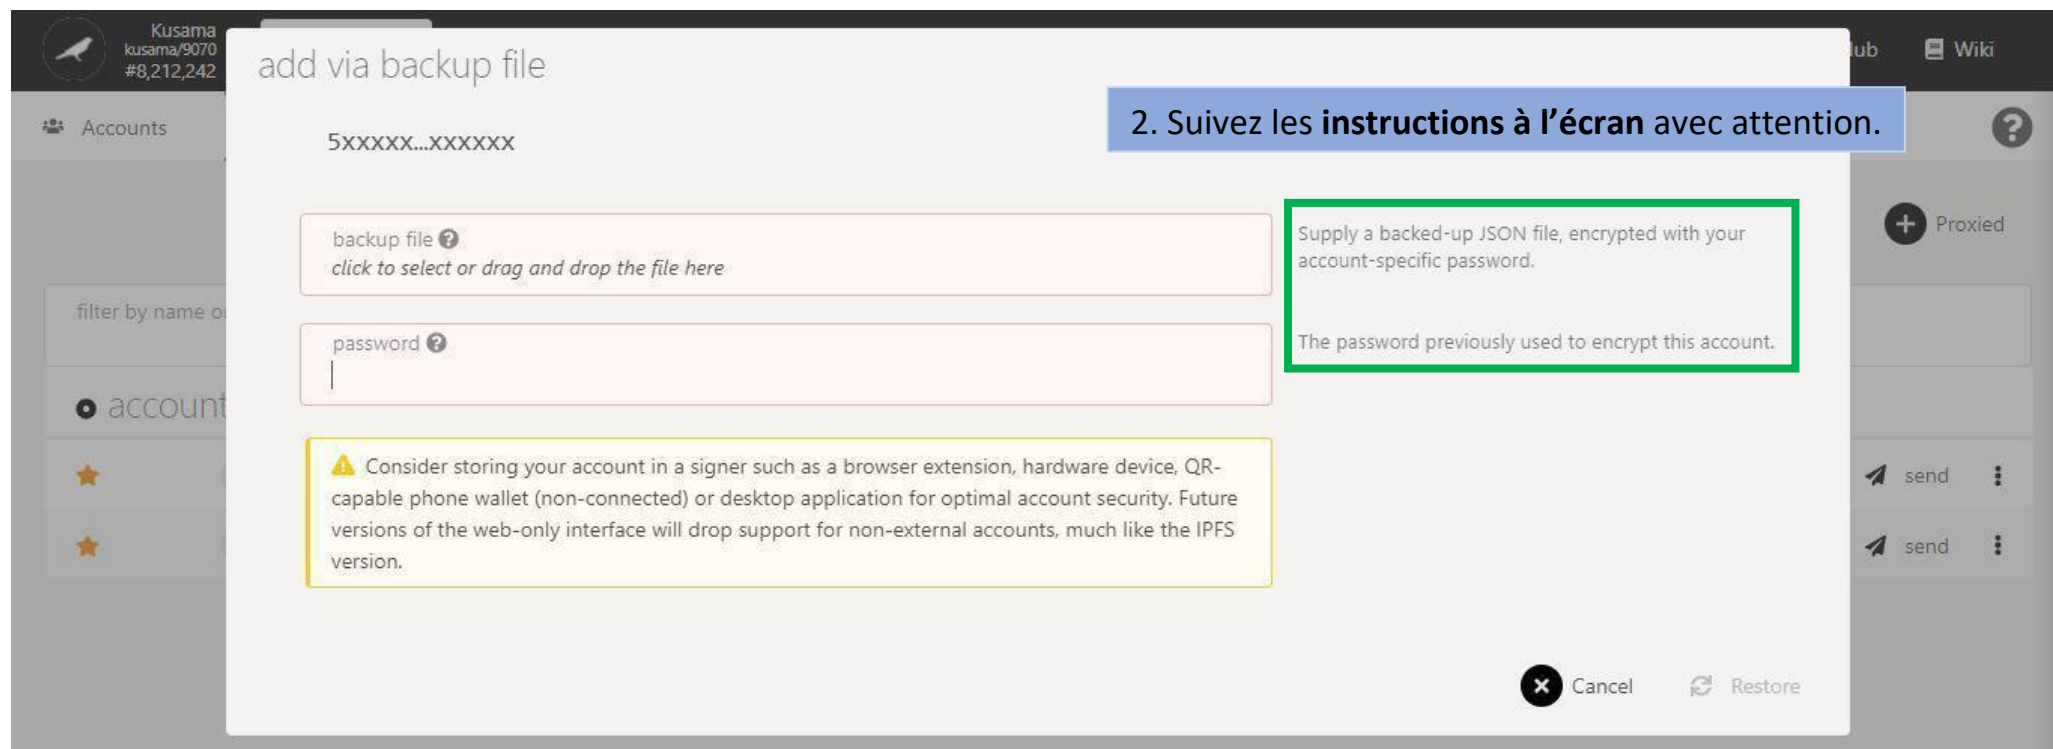 Kusama
kusama/9070
#8,212,242
add via backup file
lub
Wiki
2. Suivez les instructions à l’écran avec attention.
Accounts
5xxxxx...xxxxxx
backup file
click to select or drag and drop the file here
Supply a backed-up JSON file, encrypted with your
account-specific password.
Proxied
filter by name o
password
The password previously used to encrypt this account.
account
Consider storing your account in a signer such as a browser extension, hardware device, QR-
capable phone wallet (non-connected) or desktop application for optimal account security. Future
versions of the web-only interface will drop support for non-external accounts, much like the IPFS
version.
send
send
Cancel
Restore